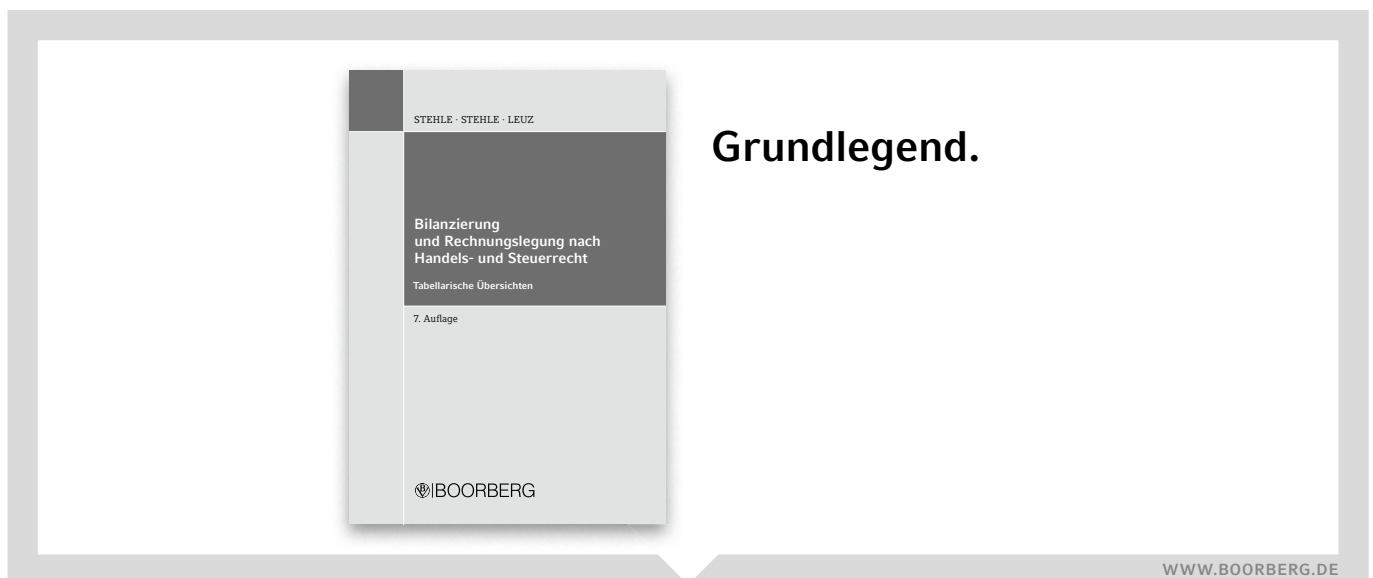 STEHLE · STEHLE · LEUZ
Bilanzierung
und Rechnungslegung nach
Handels- und Steuerrecht
Tabellarische Übersichten
7. Auflage
BOORBERG
Grundlegend.
WWW.BOORBERG.DE